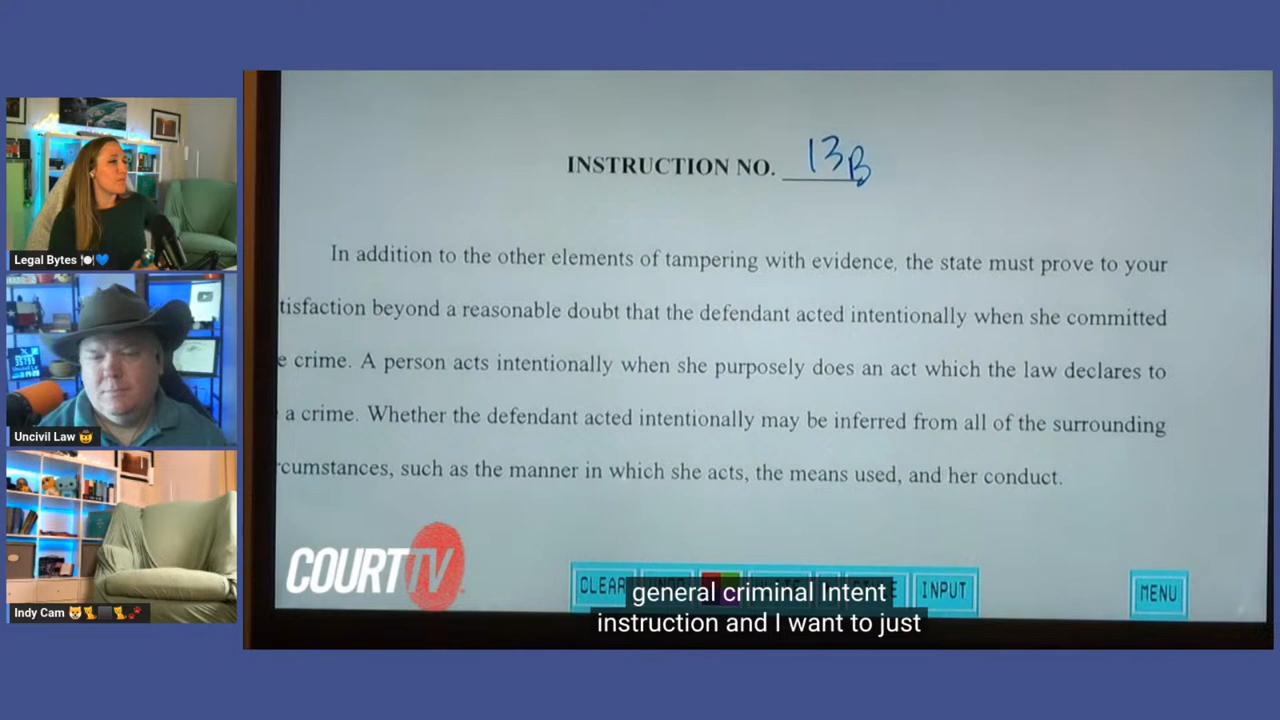 INSTRUCTION NO. 13B
In addition to the other elements of tampering with evidence, the state must prove to your
tisfaction beyond a reasonable doubt that the defendant acted intentionally when she committed
e crime. A person acts intentionally when she purposely does an act which the law declares to
a crime. Whether the defendant acted intentionally may be inferred from all of the surrounding
rcumstances, such as the manner in which she acts, the means used, and her conduct.
COURT TV
CLEAR INPUT MENU
general criminal Intent
instruction and I want to just
Legal Bytes 🍽️💙
Uncivil Law 🤠
Indy Cam